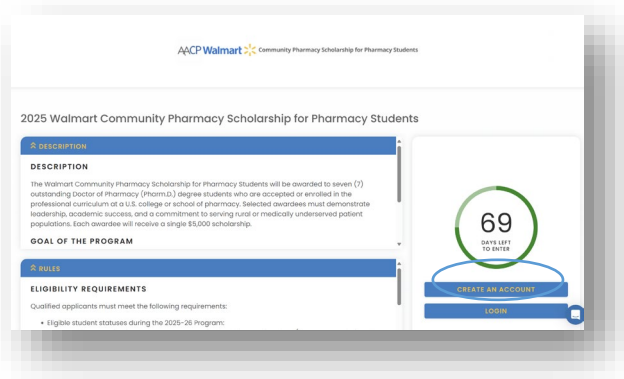 AACP Walmart Community Pharmacy Scholarship for Pharmacy Students
2025 Walmart Community Pharmacy Scholarship for Pharmacy Students
DESCRIPTION
DESCRIPTION
The Walmart Community Pharmacy Scholarship for Pharmacy Students will be awarded to seven (7)
outstanding Doctor of Pharmacy (Pharm.D.) degree students who are accepted or enrolled in the
professional curriculum at a U.S. college or school of pharmacy. Selected awardees must demonstrate
leadership, academic success, and a commitment to serving rural or medically underserved patient
populations. Each awardee will receive a single $5,000 scholarship.
GOAL OF THE PROGRAM
RULES
ELIGIBILITY REQUIREMENTS
Qualified applicants must meet the following requirements:
• Eligible student statuses during the 2025-26 Program:
69
DAYS LEFT
TO ENTER
CREATE AN ACCOUNT
LOGIN